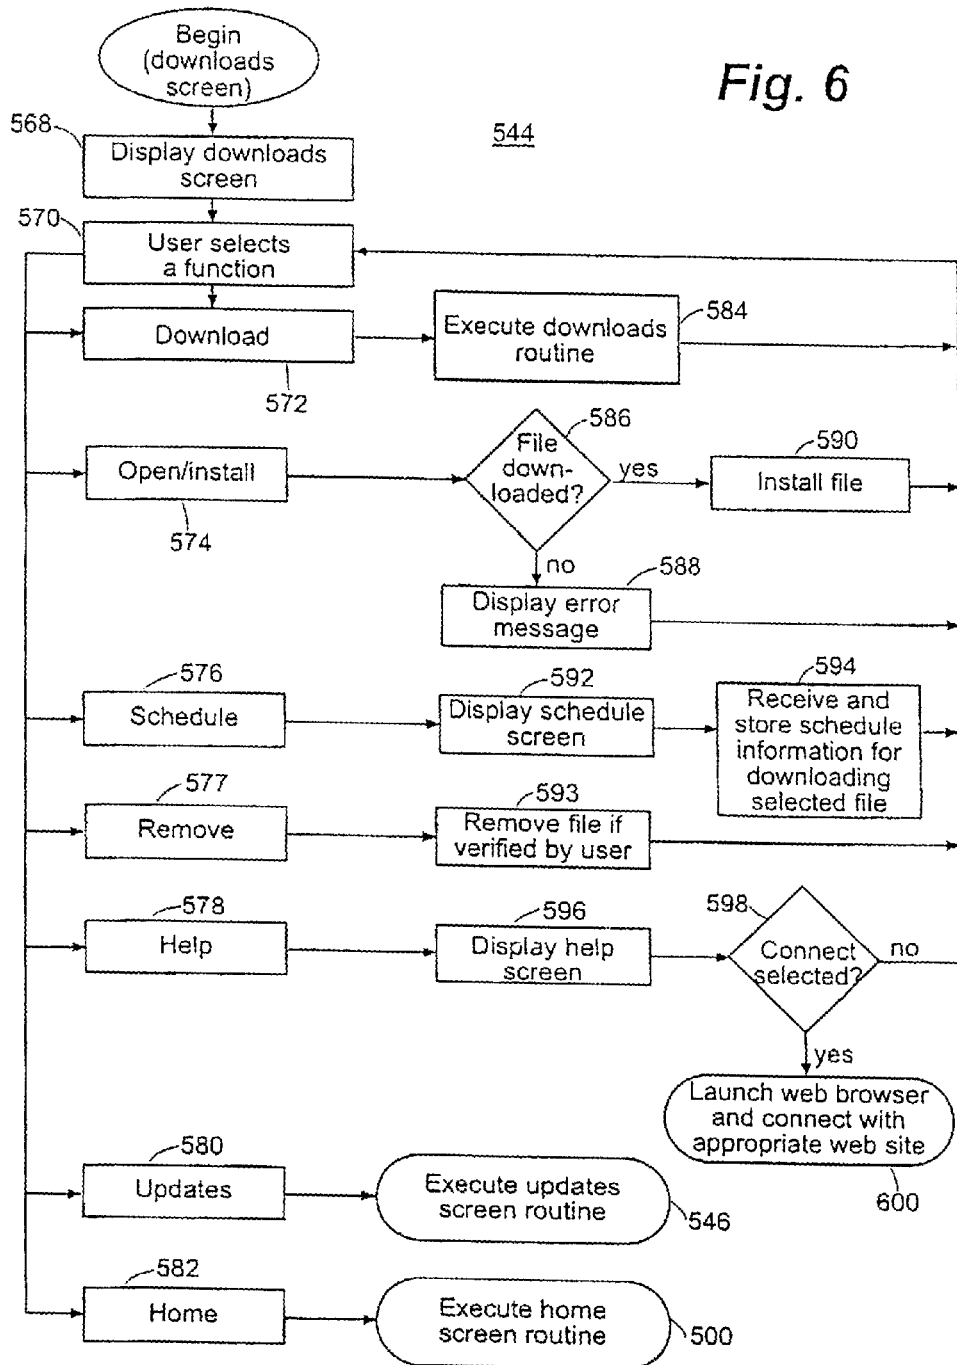 Begin
(downloads
screen)
Fig. 6
544
568
Display downloads
screen
570
User selects
a function
Download
572
Execute downloads
routine
584
Open/install
574
File
down-
loaded?
586
yes
590
Install file
no
588
Display error
message
576
Schedule
592
Display schedule
screen
594
Receive and
store schedule
information for
downloading
selected file
577
Remove
593
Remove file if
verified by user
578
Help
596
Display help
screen
598
Connect
selected?
no
yes
Launch web browser
and connect with
appropriate web site
600
580
Updates
Execute updates
screen routine
546
582
Home
Execute home
screen routine
500